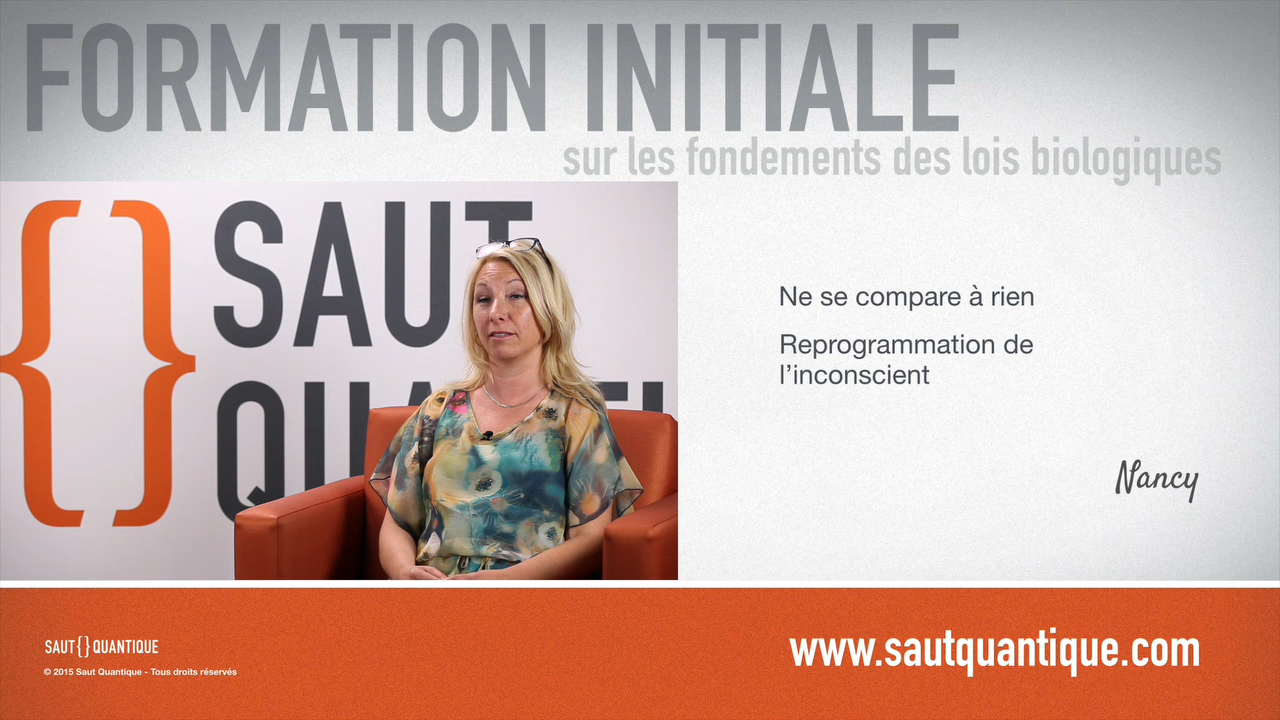 FORMATION INITIALE
sur les fondements des lois biologiques
SAUT
Ne se compare à rien
Reprogrammation de
l’inconscient
Nancy
SAUT{}QUANTIQUE
© 2015 Saut Quantique - Tous droits réservés
www.sautquantique.com